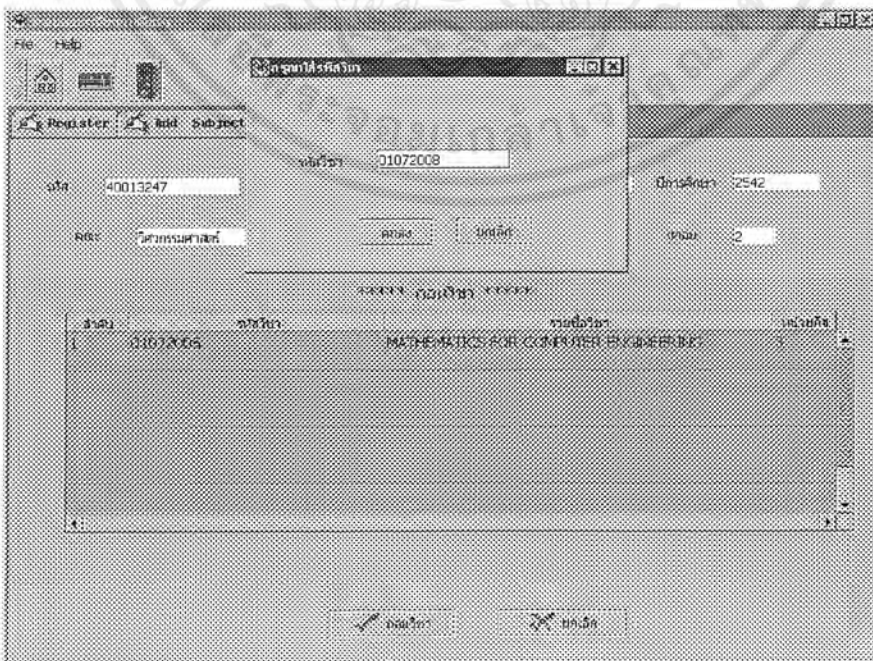 File Help
กรุณาใส่รหัสวิชา
Register Add Subject
รหัสวิชา 01072008
รหัส 40013247
ปีการศึกษา 2542
ตกลง ยกเลิก
คณะ วิศวกรรมศาสตร์
เทอม 2
***** ถอนวิชา *****
ลำดับ รหัสวิชา รายชื่อวิชา หน่วยกิต
1 01072006 MATHEMATICS FOR COMPUTER ENGINEERING 3
ถอนวิชา ยกเลิก